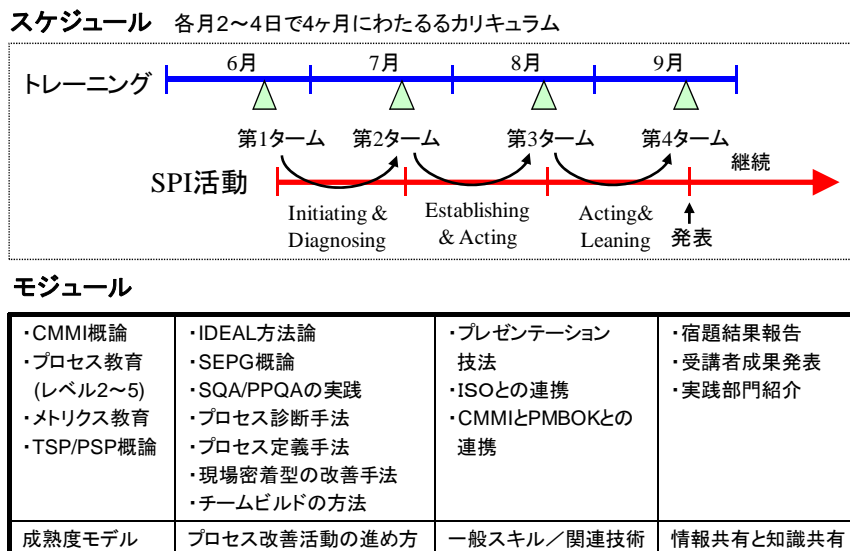 スケジュール 各月2～4日で4ヶ月にわたるるカリキュラム
トレーニング
6月 7月 8月 9月
第1ターム 第2ターム 第3ターム 第4ターム
継続
SPI活動
Initiating &
Diagnosing
Establishing
& Acting
Acting&
Leaning
発表
モジュール
・CMMI概論
・プロセス教育
(レベル2～5)
・メトリクス教育
・TSP/PSP概論
・IDEAL方法論
・SEPG概論
・SQA/PPQAの実践
・プロセス診断手法
・プロセス定義手法
・現場密着型の改善手法
・チームビルドの方法
・プレゼンテーション
技法
・ISOとの連携
・CMMIとPMBOKとの
連携
・宿題結果報告
・受講者成果発表
・実践部門紹介
成熟度モデル プロセス改善活動の進め方 一般スキル／関連技術 情報共有と知識共有